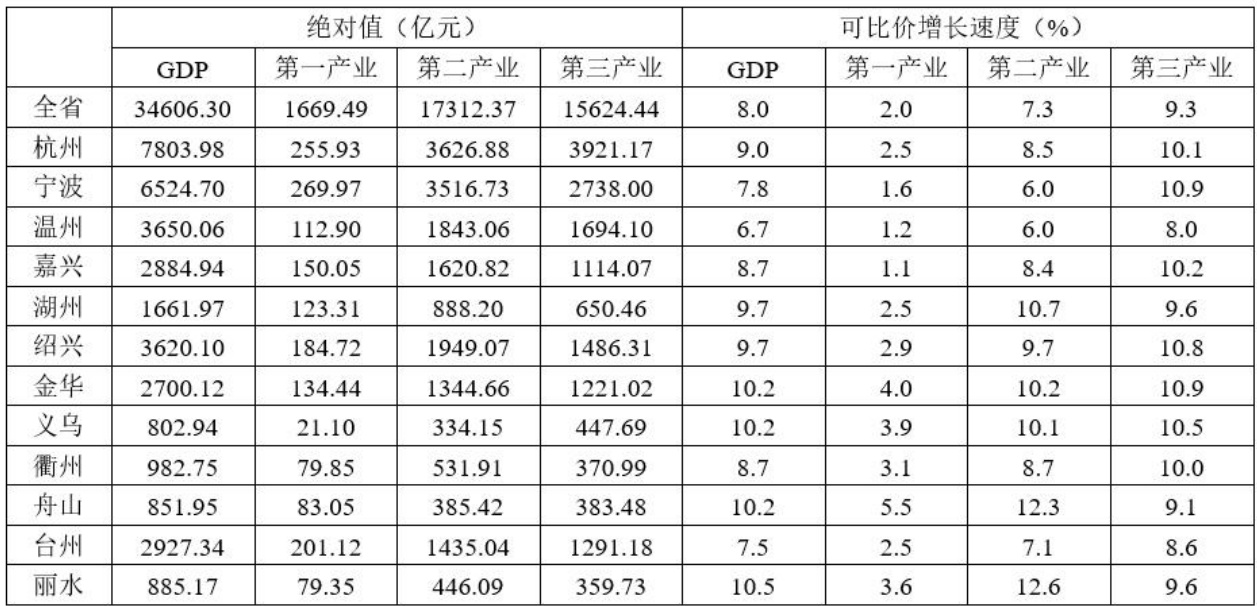 绝对值（亿元） 可比价增长速度（%）
GDP 第一产业 第二产业 第三产业 GDP 第一产业 第二产业 第三产业
全省 34606.30 1669.49 17312.37 15624.44 8.0 2.0 7.3 9.3
杭州 7803.98 255.93 3626.88 3921.17 9.0 2.5 8.5 10.1
宁波 6524.70 269.97 3516.73 2738.00 7.8 1.6 6.0 10.9
温州 3650.06 112.90 1843.06 1694.10 6.7 1.2 6.0 8.0
嘉兴 2884.94 150.05 1620.82 1114.07 8.7 1.1 8.4 10.2
湖州 1661.97 123.31 888.20 650.46 9.7 2.5 10.7 9.6
绍兴 3620.10 184.72 1949.07 1486.31 9.7 2.9 9.7 10.8
金华 2700.12 134.44 1344.66 1221.02 10.2 4.0 10.2 10.9
义乌 802.94 21.10 334.15 447.69 10.2 3.9 10.1 10.5
衢州 982.75 79.85 531.91 370.99 8.7 3.1 8.7 10.0
舟山 851.95 83.05 385.42 383.48 10.2 5.5 12.3 9.1
台州 2927.34 201.12 1435.04 1291.18 7.5 2.5 7.1 8.6
丽水 885.17 79.35 446.09 359.73 10.5 3.6 12.6 9.6